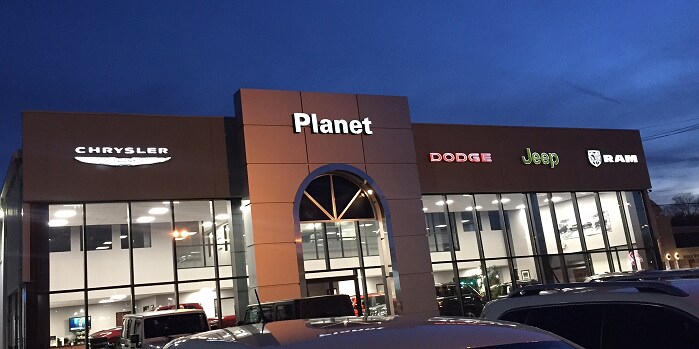 Planet
CHRYSLER
DODGE
Jeep
RAM